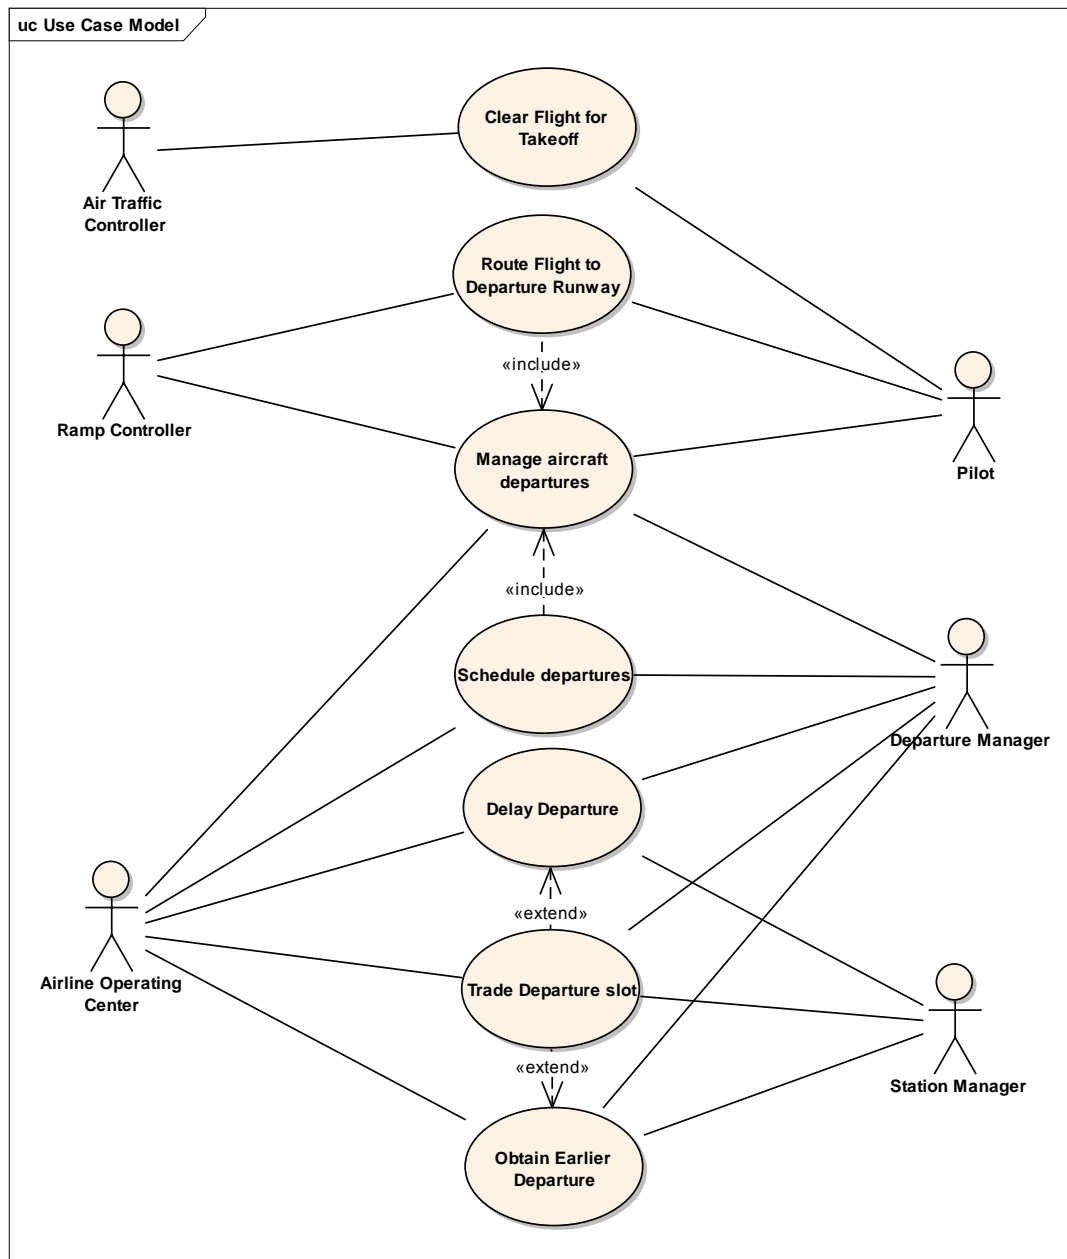 uc Use Case Model
Clear Flight for
Takeoff
Air Traffic
Controller
Route Flight to
Departure Runway
«include»
Ramp Controller
Manage aircraft
departures
Pilot
«include»
Schedule departures
Departure Manager
Delay Departure
«extend»
Airline Operating
Center
Trade Departure slot
«extend»
Station Manager
Obtain Earlier
Departure